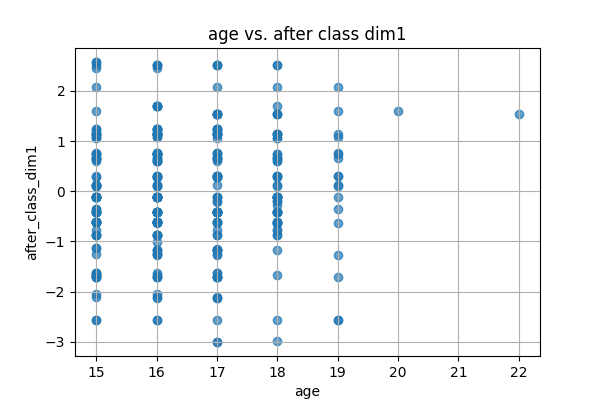 age vs. after class dim1
after_class_dim1
2
1
0
−1
−2
−3
15 16 17 18 19 20 21 22
age